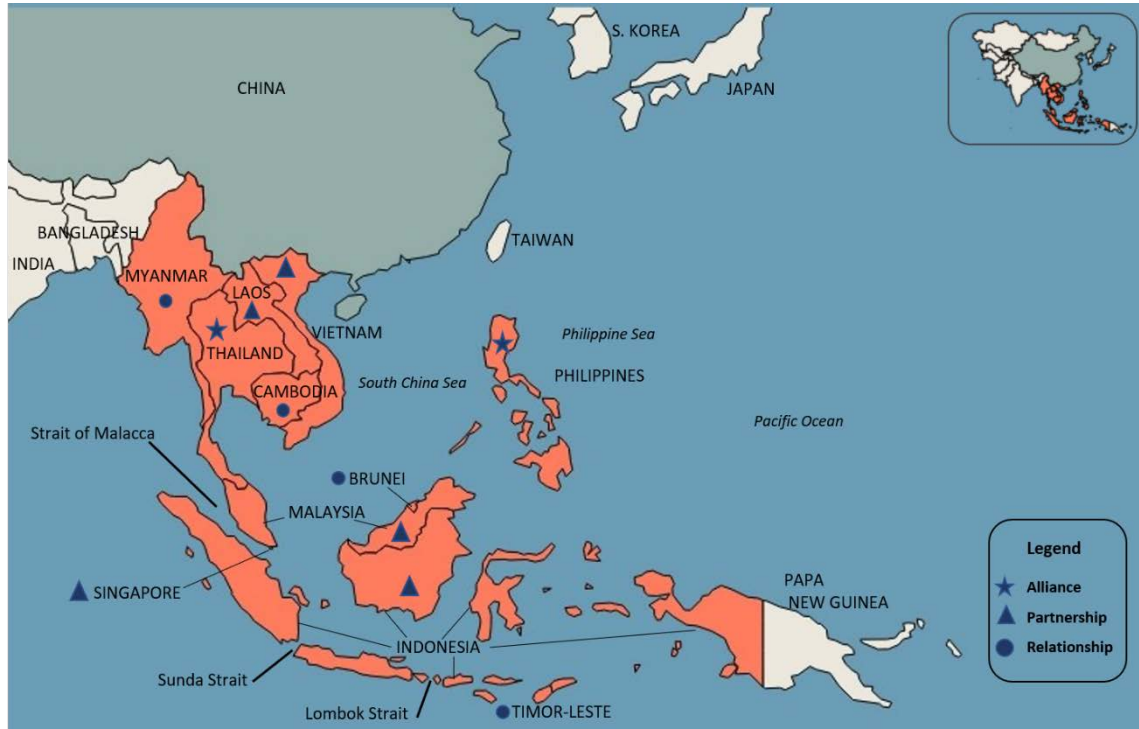 S. KOREA
CHINA
JAPAN
BANGLADESH
TAIWAN
INDIA
MYANMAR
LAOS
VIETNAM
Philippine Sea
THAILAND
PHILIPPINES
CAMBODIA
South China Sea
Pacific Ocean
Strait of Malacca
BRUNEI
MALAYSIA
SINGAPORE
PAPA
NEW GUINEA
INDONESIA
Sunda Strait
Lombok Strait
TIMOR-LESTE
Legend
Alliance
Partnership
Relationship